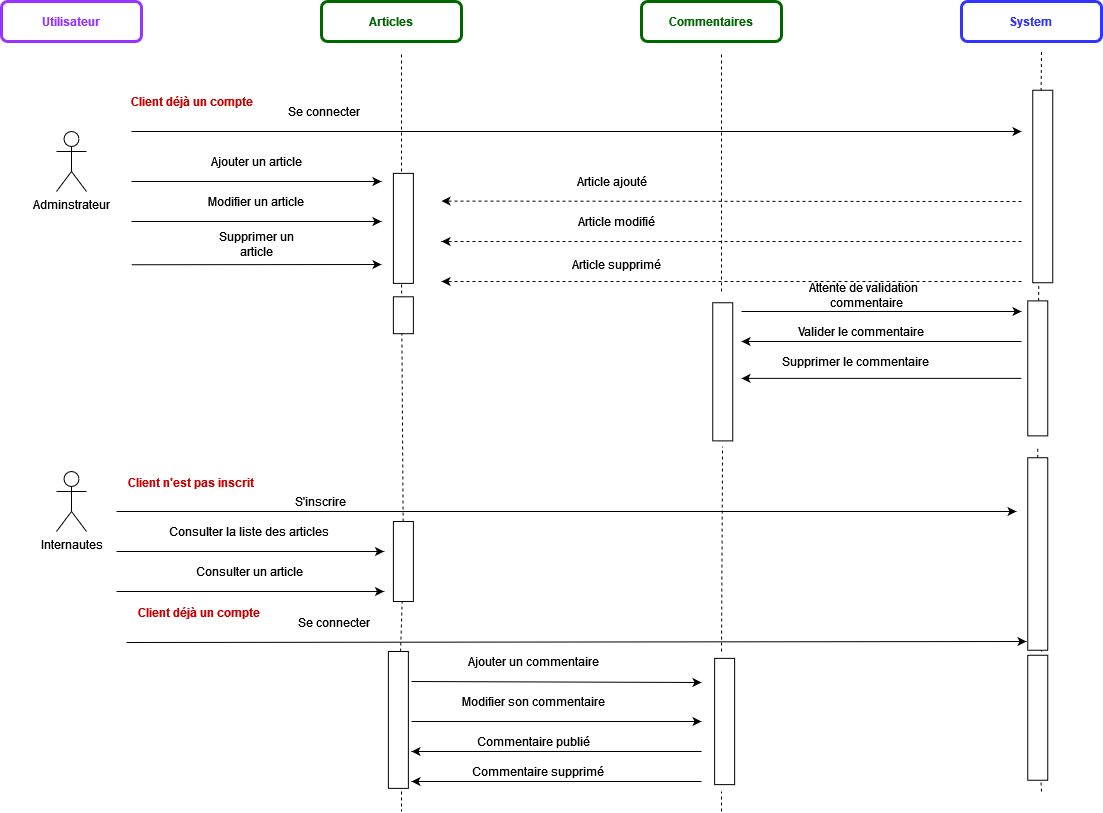 Utilisateur
Articles
Commentaires
System
Client déjà un compte
Se connecter
Ajouter un article
Article ajouté
Adminstrateur
Modifier un article
Article modifié
Supprimer un
article
Article supprimé
Attente de validation
commentaire
Valider le commentaire
Supprimer le commentaire
Client n'est pas inscrit
S'inscrire
Consulter la liste des articles
Internautes
Consulter un article
Client déjà un compte
Se connecter
Ajouter un commentaire
Modifier son commentaire
Commentaire publié
Commentaire supprimé